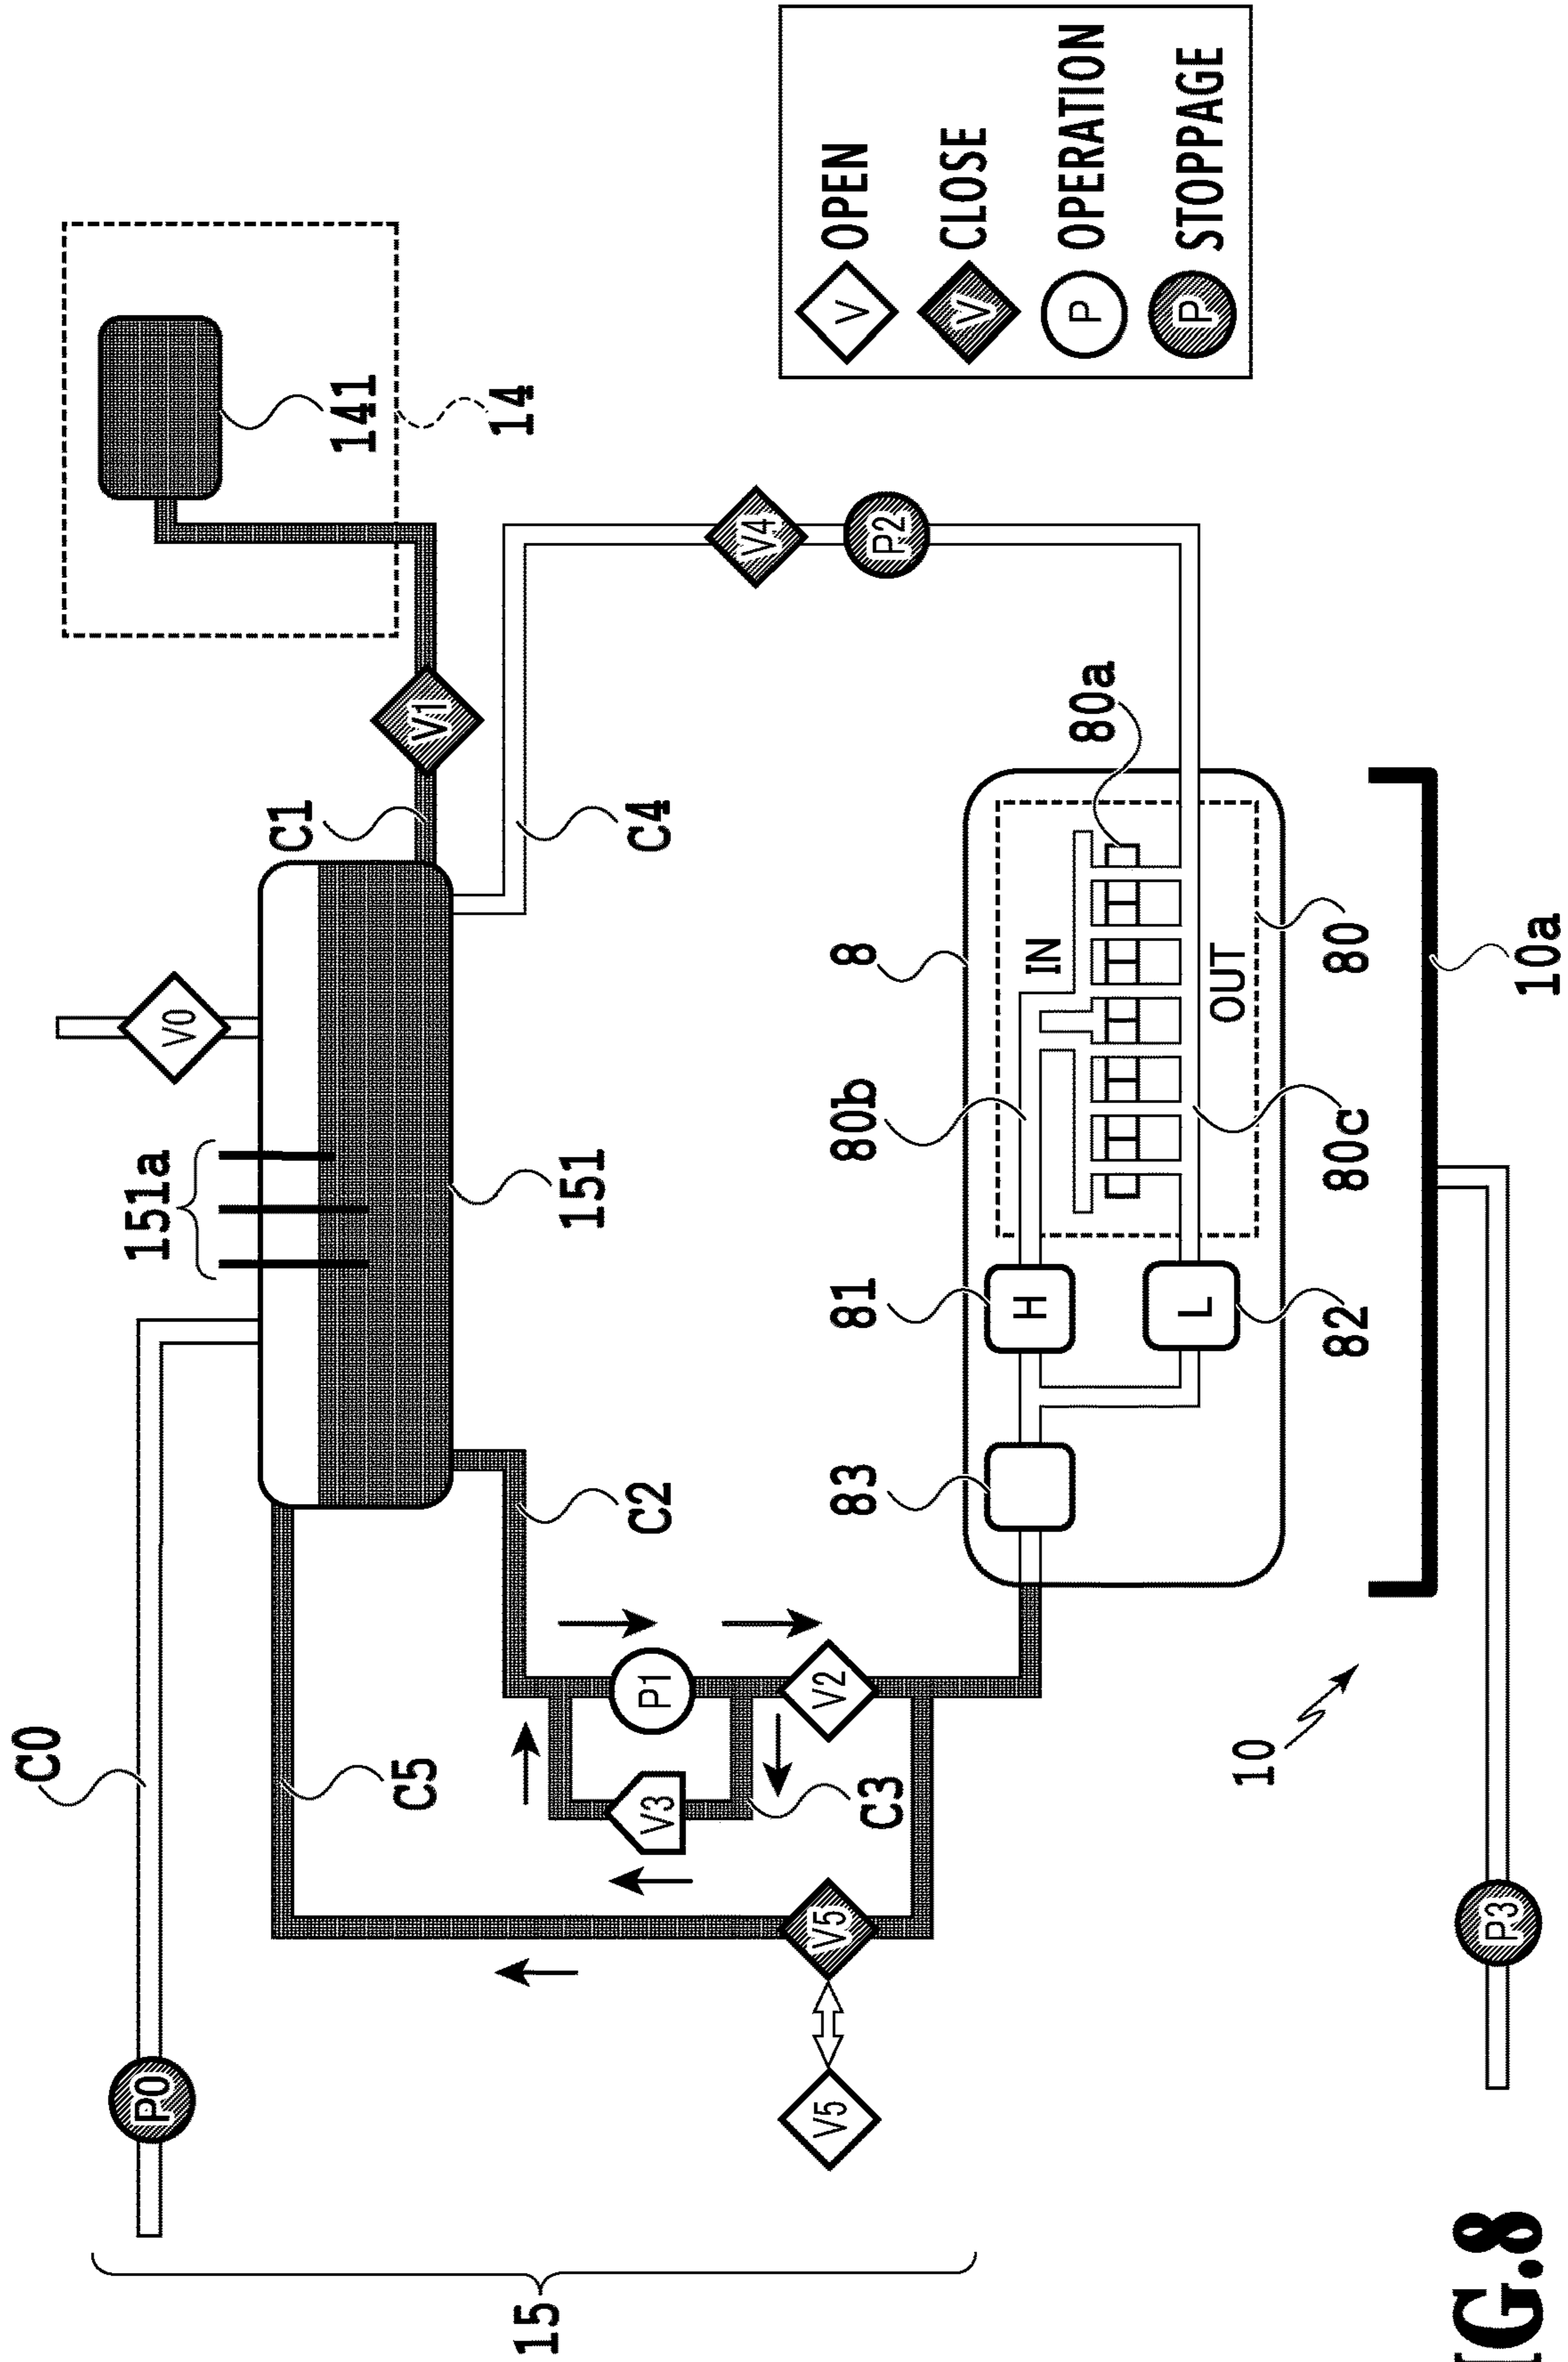 15
P0
C0
151a
V0
C1
V1
141
14
C5
C2
151
C4
V5
V5
V3
C3
P1
V2
V4
P2
83
81
H
80b
8
IN
80a
L
82
80c
OUT
80
10
10a
P3
V OPEN
V CLOSE
P OPERATION
P STOPPAGE
IG.8